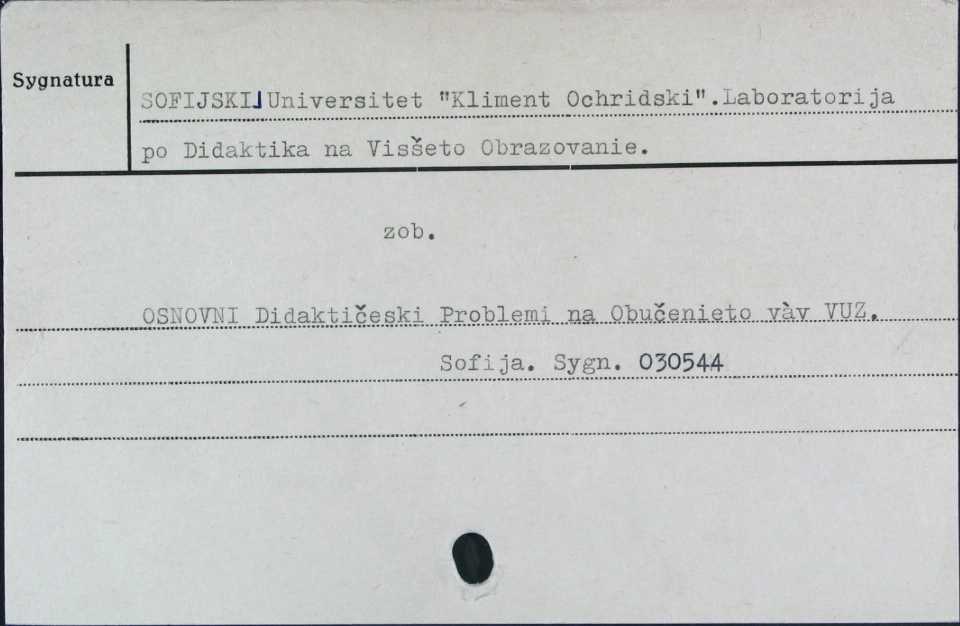 Sygnatura
SOFIJSKI Universitet "Kliment Ochridski".Laboratorija
po Didaktika na Visšeto Obrazovanie.
zob.
OSNOVNI Didaktičeski Problemi na Obučenieto vàv VUZ.
Sofija. Sygn. 030544